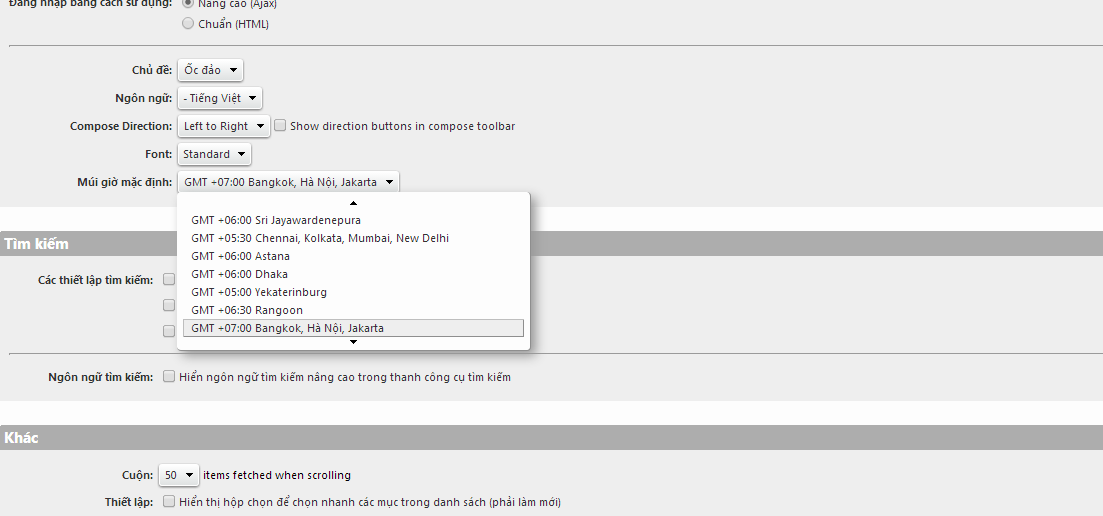 Đăng nhập bằng cách sử dụng: Nâng cao (Ajax)
Chuẩn (HTML)
Chủ đề: Ốc đảo
Ngôn ngữ: - Tiếng Việt
Compose Direction: Left to Right Show direction buttons in compose toolbar
Font: Standard
Múi giờ mặc định: GMT +07:00 Bangkok, Hà Nội, Jakarta
GMT +06:00 Sri Jayawardenepura
GMT +05:30 Chennai, Kolkata, Mumbai, New Delhi
GMT +06:00 Astana
GMT +06:00 Dhaka
GMT +05:00 Yekaterinburg
GMT +06:30 Rangoon
GMT +07:00 Bangkok, Hà Nội, Jakarta
Tìm kiếm
Các thiết lập tìm kiếm:
Ngôn ngữ tìm kiếm: Hiển ngôn ngữ tìm kiếm nâng cao trong thanh công cụ tìm kiếm
Khác
Cuộn: 50 items fetched when scrolling
Thiết lập: Hiển thị hộp chọn để chọn nhanh các mục trong danh sách (phải làm mới)